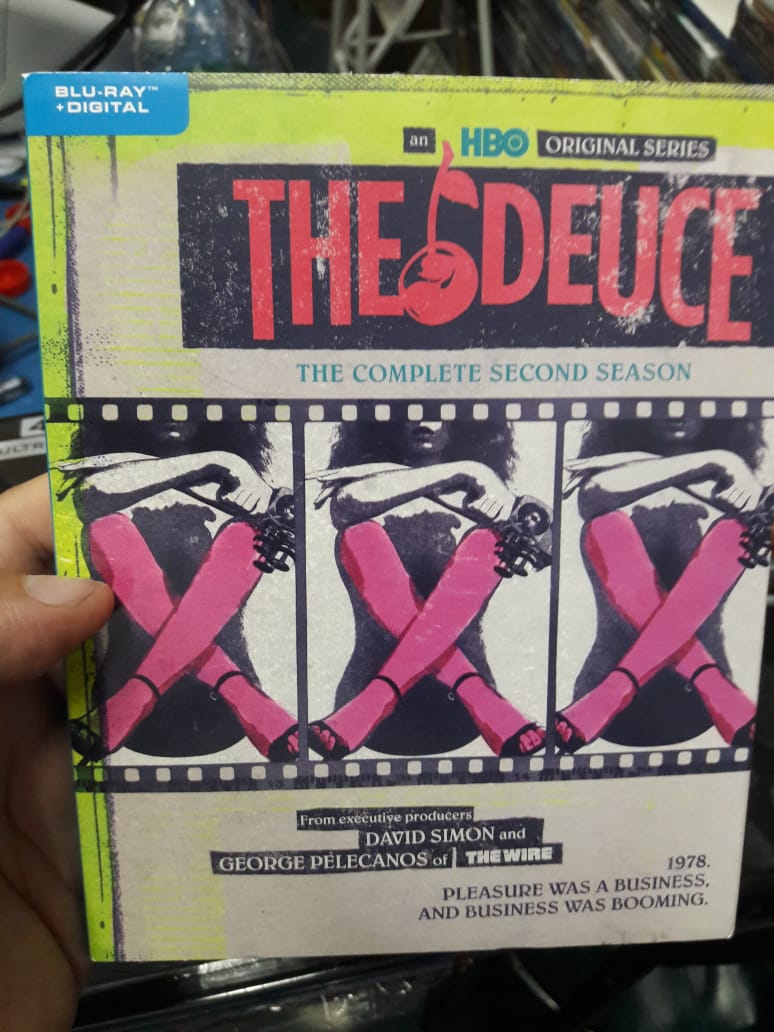 BLU-RAY™
+DIGITAL
an HBO ORIGINAL SERIES
THE DEUCE
THE COMPLETE SECOND SEASON
From executive producers
DAVID SIMON and
GEORGE PELECANOS of THE WIRE
1978.
PLEASURE WAS A BUSINESS,
AND BUSINESS WAS BOOMING.